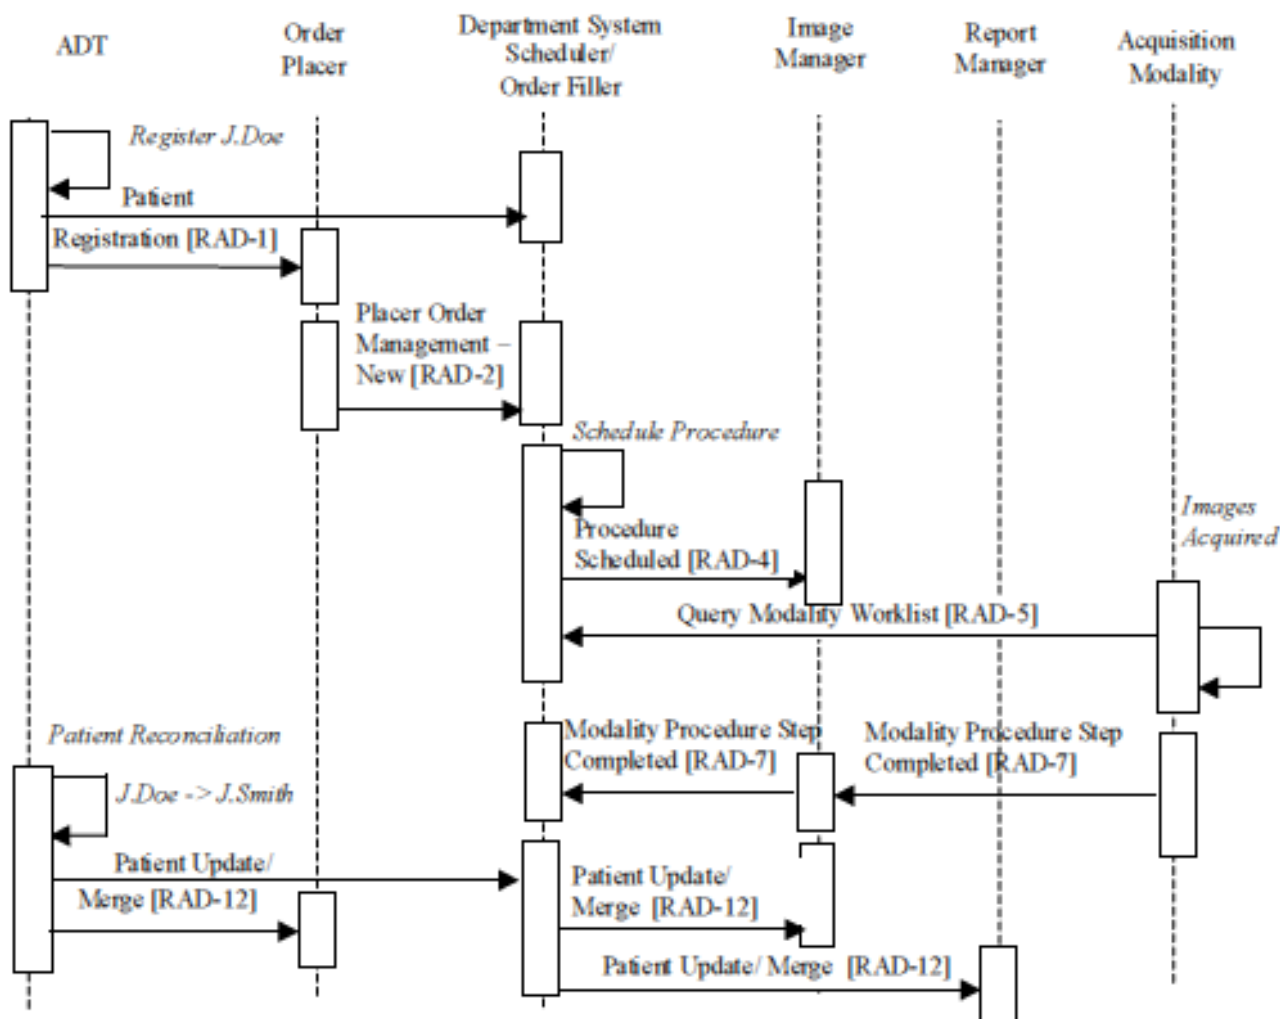 ADT
Order
Placer
Department System
Scheduler/
Order Filler
Image
Manager
Report
Manager
Acquisition
Modality
Register J.Doe
Patient
Registration [RAD-1]
Placer Order
Management –
New [RAD-2]
Schedule Procedure
Procedure
Scheduled [RAD-4]
Images
Acquired
Query Modality Worklist [RAD-5]
Modality Procedure Step
Completed [RAD-7]
Modality Procedure Step
Completed [RAD-7]
Patient Reconciliation
J.Doe -> J.Smith
Patient Update/
Merge [RAD-12]
Patient Update/
Merge [RAD-12]
Patient Update/ Merge [RAD-12]